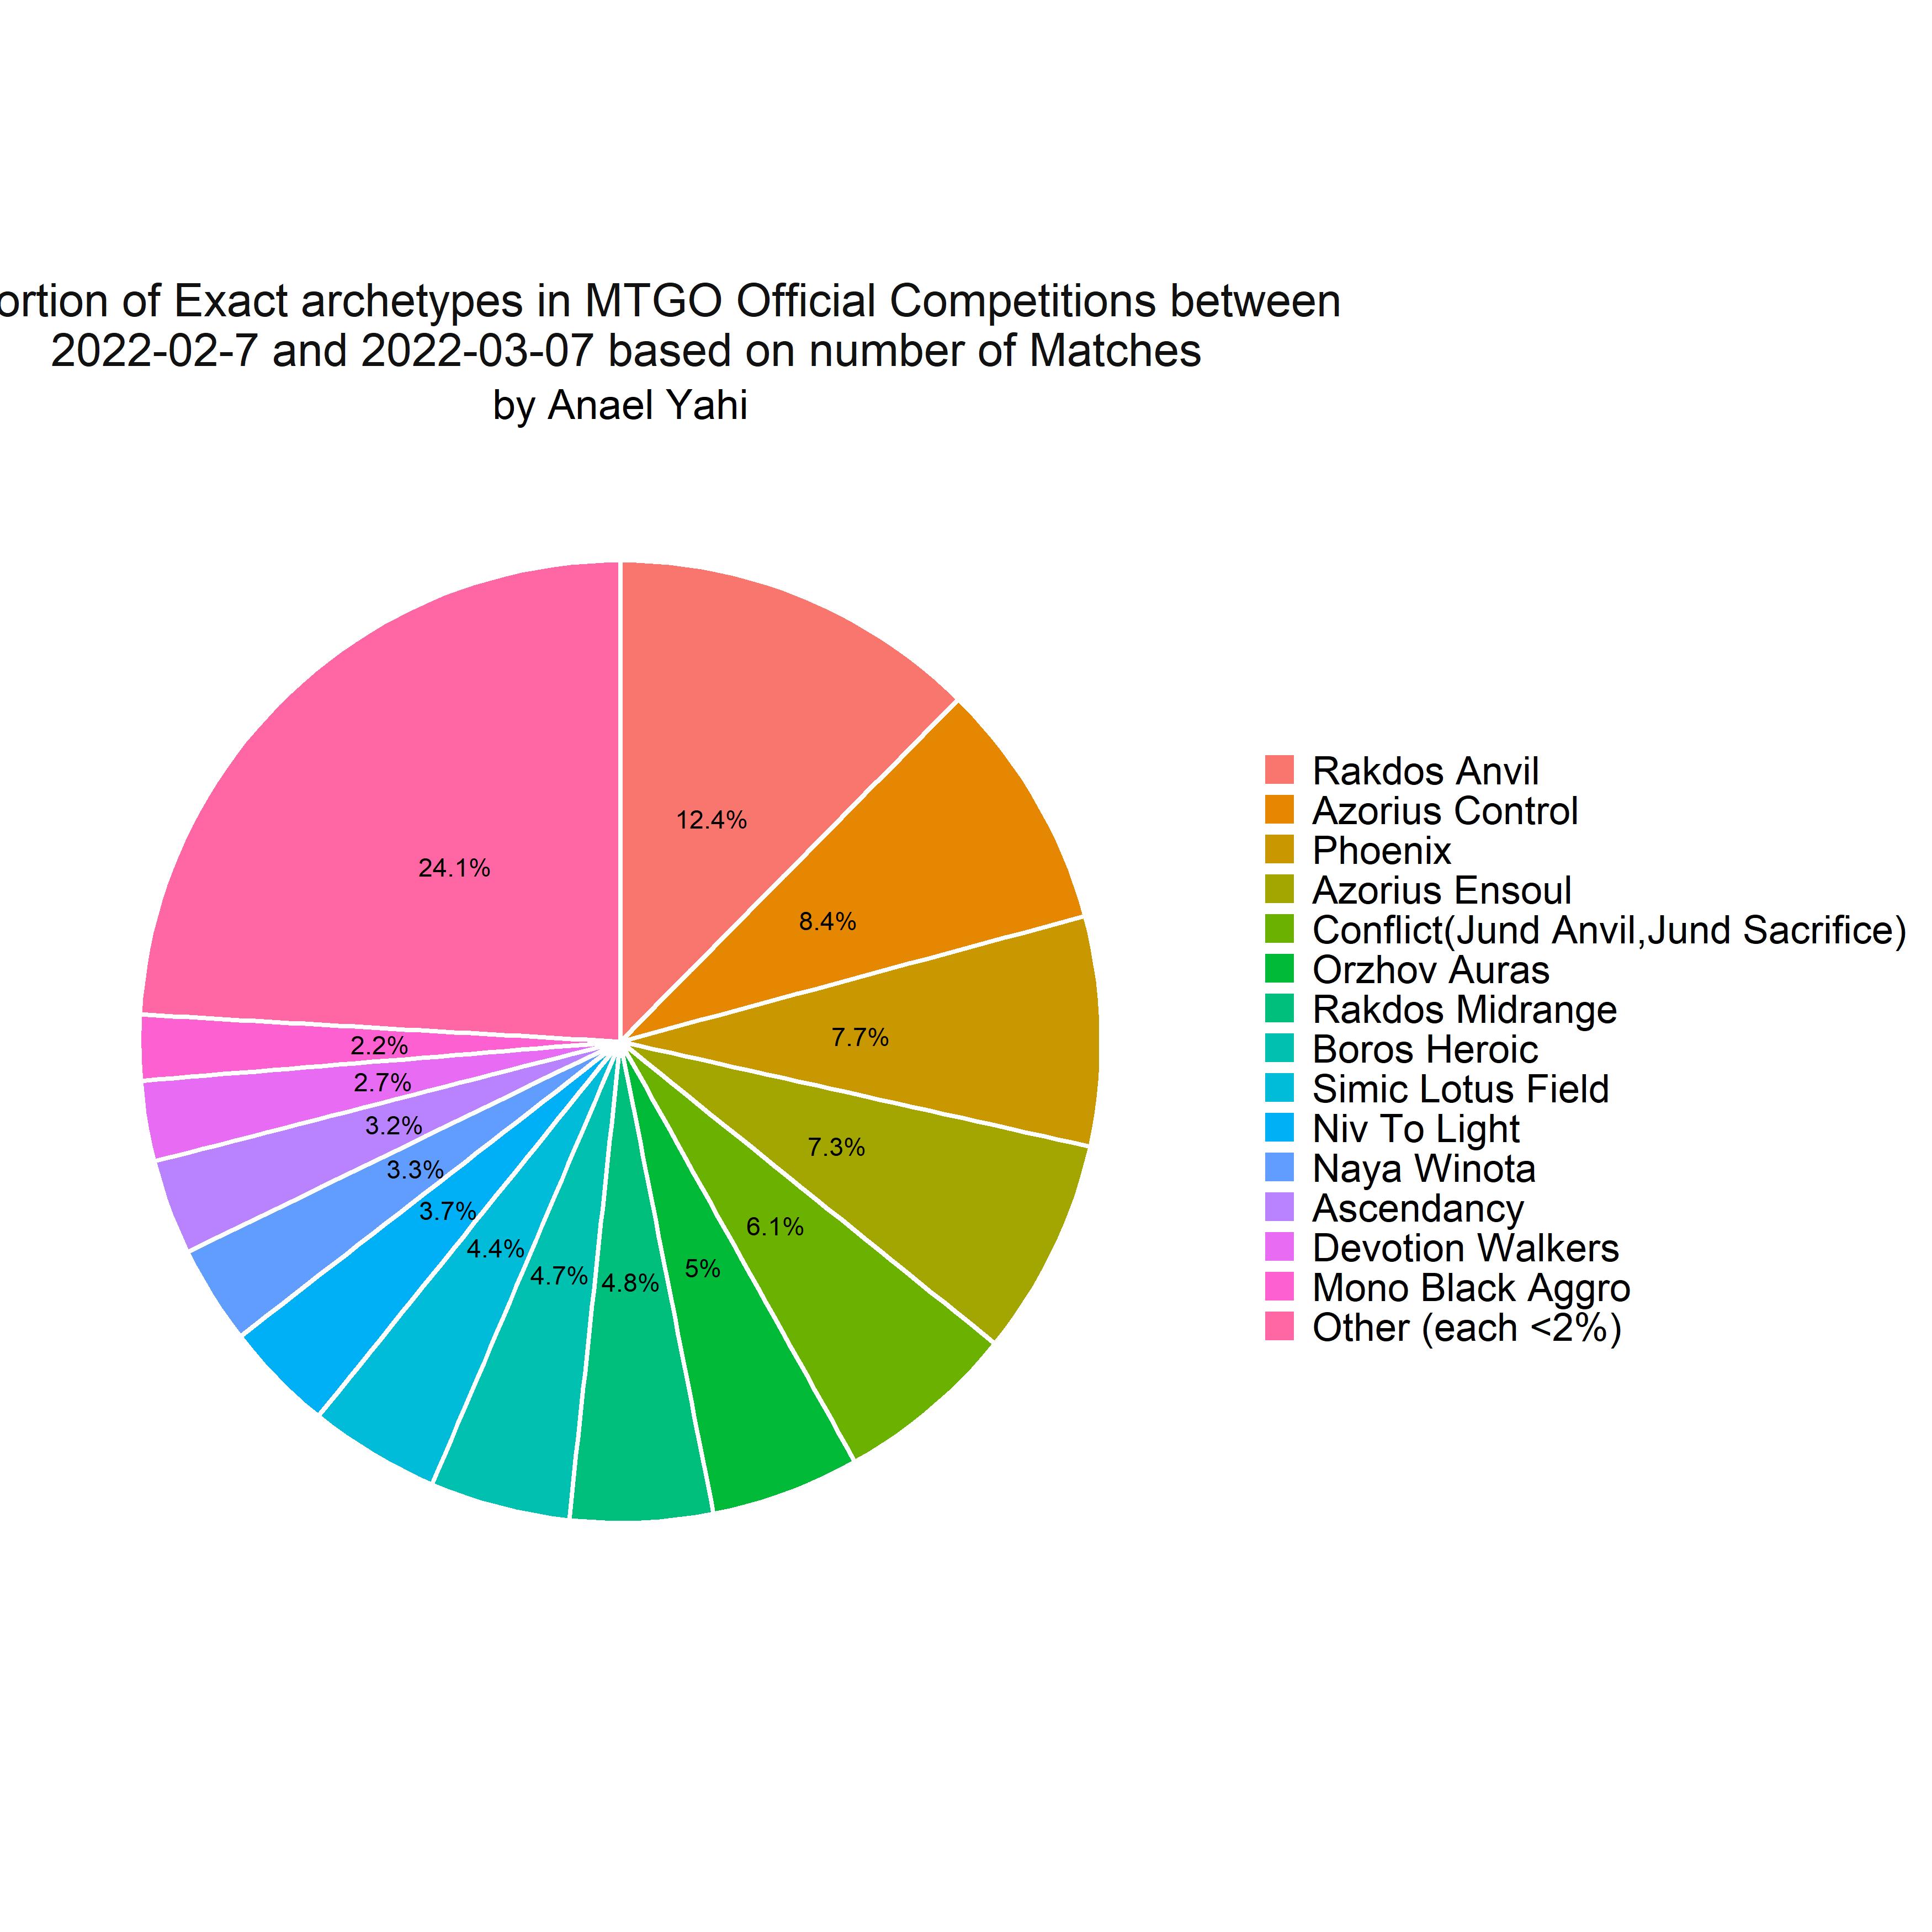 ortion of Exact archetypes in MTGO Official Competitions between
2022-02-7 and 2022-03-07 based on number of Matches
by Anael Yahi
12.4%
24.1%
8.4%
7.7%
2.2%
2.7%
3.2%
7.3%
3.3%
3.7%
6.1%
4.4%
5%
4.7%
4.8%
Rakdos Anvil
Azorius Control
Phoenix
Azorius Ensoul
Conflict(Jund Anvil,Jund Sacrifice)
Orzhov Auras
Rakdos Midrange
Boros Heroic
Simic Lotus Field
Niv To Light
Naya Winota
Ascendancy
Devotion Walkers
Mono Black Aggro
Other (each <2%)